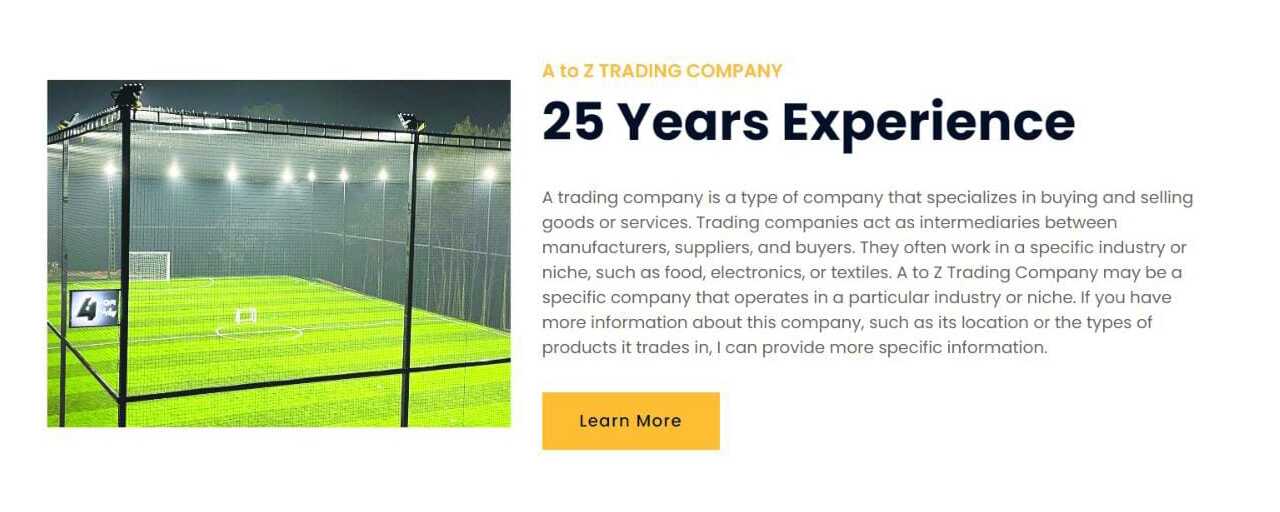 A to Z TRADING COMPANY
25 Years Experience
A trading company is a type of company that specializes in buying and selling
goods or services. Trading companies act as intermediaries between
manufacturers, suppliers, and buyers. They often work in a specific industry or
niche, such as food, electronics, or textiles. A to Z Trading Company may be a
specific company that operates in a particular industry or niche. If you have
more information about this company, such as its location or the types of
products it trades in, I can provide more specific information.
Learn More